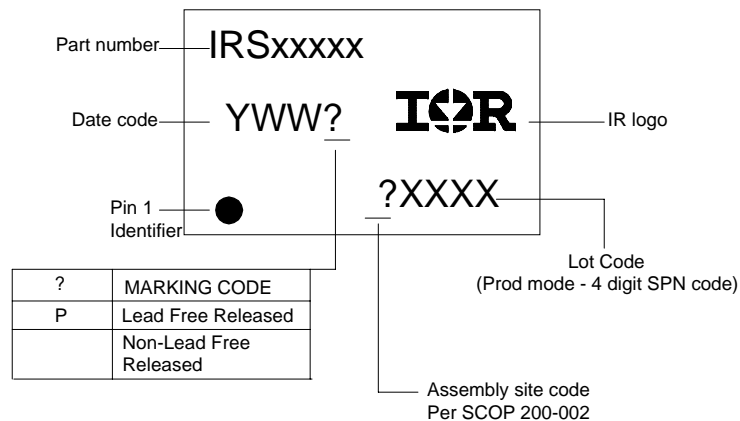 Part number
IRSxxxxx
Date code
YWW?
IOR
IR logo
Pin 1
Identifier
?XXXX
Lot Code
(Prod mode - 4 digit SPN code)
? MARKING CODE
P Lead Free Released
Non-Lead Free
Released
Assembly site code
Per SCOP 200-002